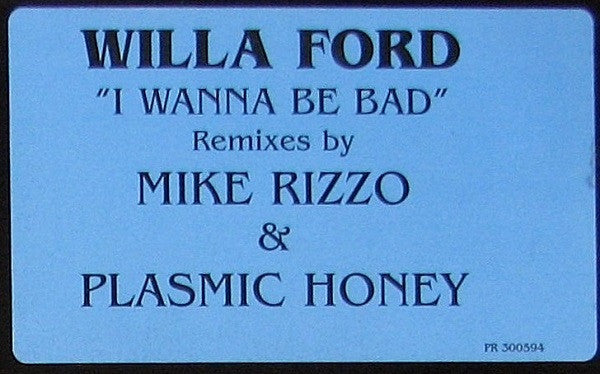 WILLA FORD
"I WANNA BE BAD"
Remixes by
MIKE RIZZO
&
PLASMIC HONEY
PR 300594